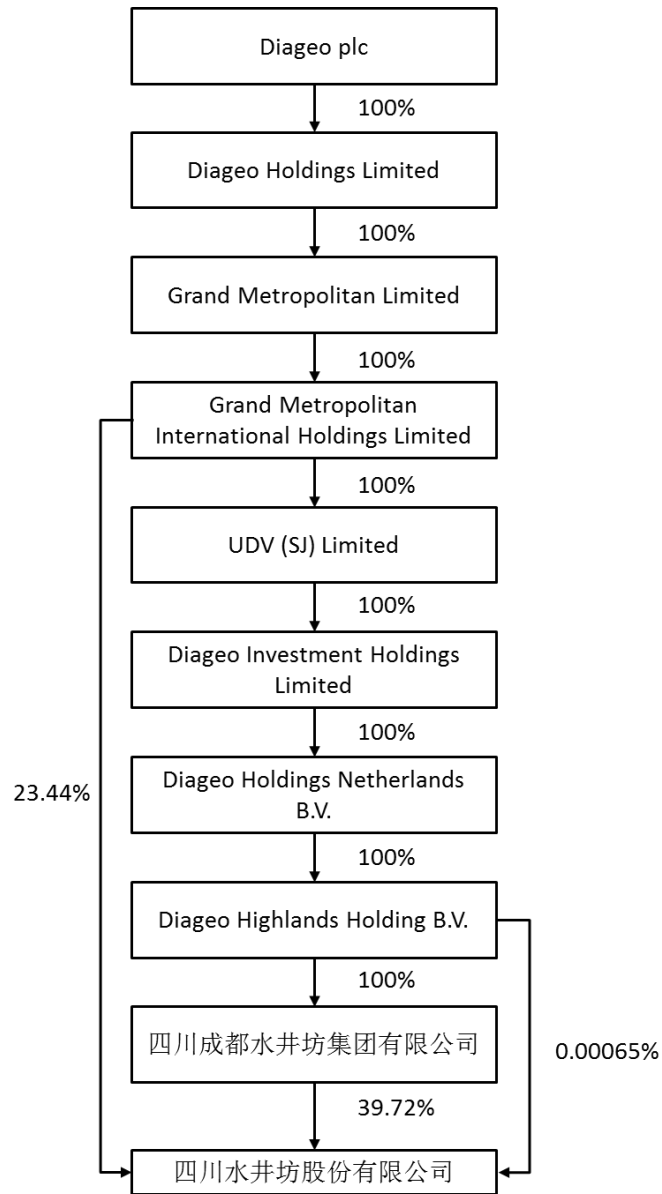 Diageo plc
100%
Diageo Holdings Limited
100%
Grand Metropolitan Limited
100%
Grand Metropolitan
International Holdings Limited
100%
UDV (SJ) Limited
100%
Diageo Investment Holdings
Limited
100%
23.44%
Diageo Holdings Netherlands
B.V.
100%
Diageo Highlands Holding B.V.
100%
四川成都水井坊集团有限公司
0.00065%
39.72%
四川水井坊股份有限公司